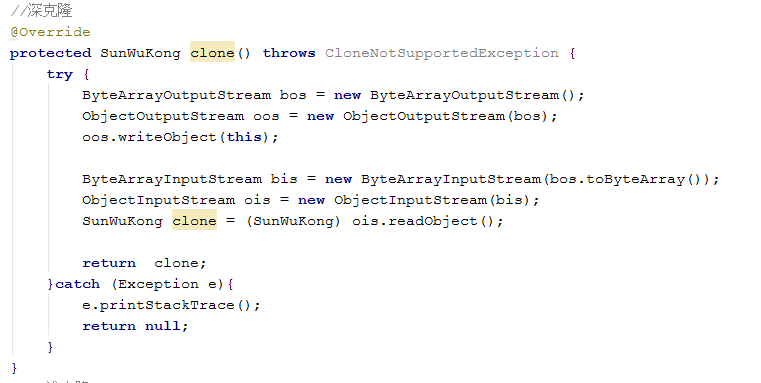 //深克隆
@Override
protected SunWuKong clone() throws CloneNotSupportedException {
try {
ByteArrayOutputStream bos = new ByteArrayOutputStream();
ObjectOutputStream oos = new ObjectOutputStream(bos);
oos.writeObject(this);
ByteArrayInputStream bis = new ByteArrayInputStream(bos.toByteArray());
ObjectInputStream ois = new ObjectInputStream(bis);
SunWuKong clone = (SunWuKong) ois.readObject();
return  clone;
}catch (Exception e){
e.printStackTrace();
return null;
}
}